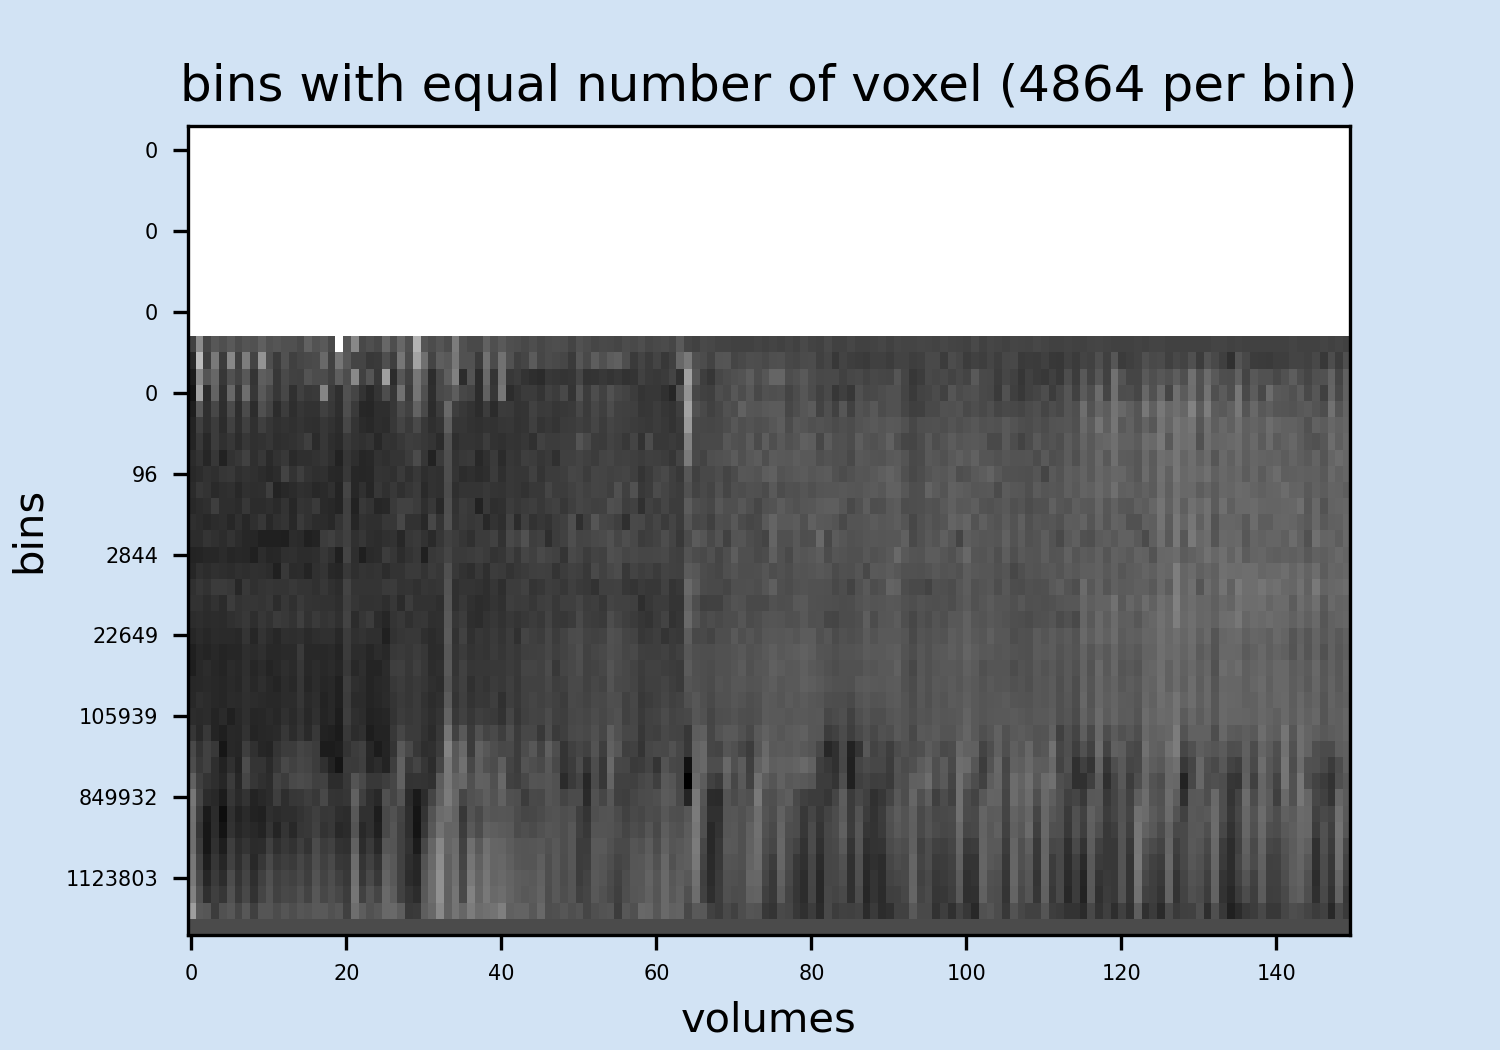 bins with equal number of voxel (4864 per bin)
0
0
0
0
96
2844
22649
105939
849932
1123803
bins
0 20 40 60 80 100 120 140
volumes